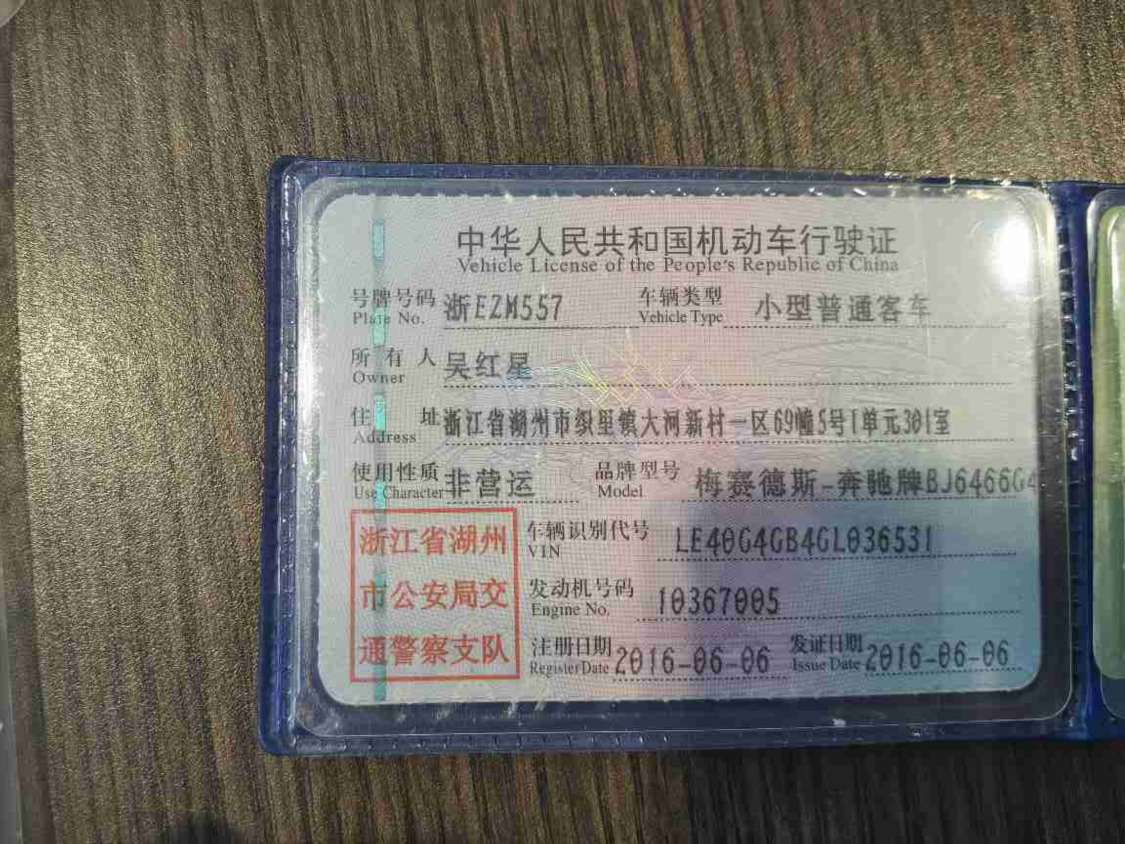 中华人民共和国机动车行驶证
Vehicle License of the People's Republic of China
号牌号码 浙EZM557 车辆类型 小型普通客车
Plate No. Vehicle Type
所有人 吴红星
Owner
住址 浙江省湖州市织里镇大河新村一区69幢5号1单元301室
Address
使用性质 非营运 品牌型号 梅赛德斯-奔驰牌BJ6466G4
Use Character Model
浙江省湖州
市公安局交
通警察支队
车辆识别代号 LE40G4GB4GL036531
VIN
发动机号码 10367005
Engine No.
注册日期 2016-06-06 发证日期 2016-06-06
Register Date Issue Date